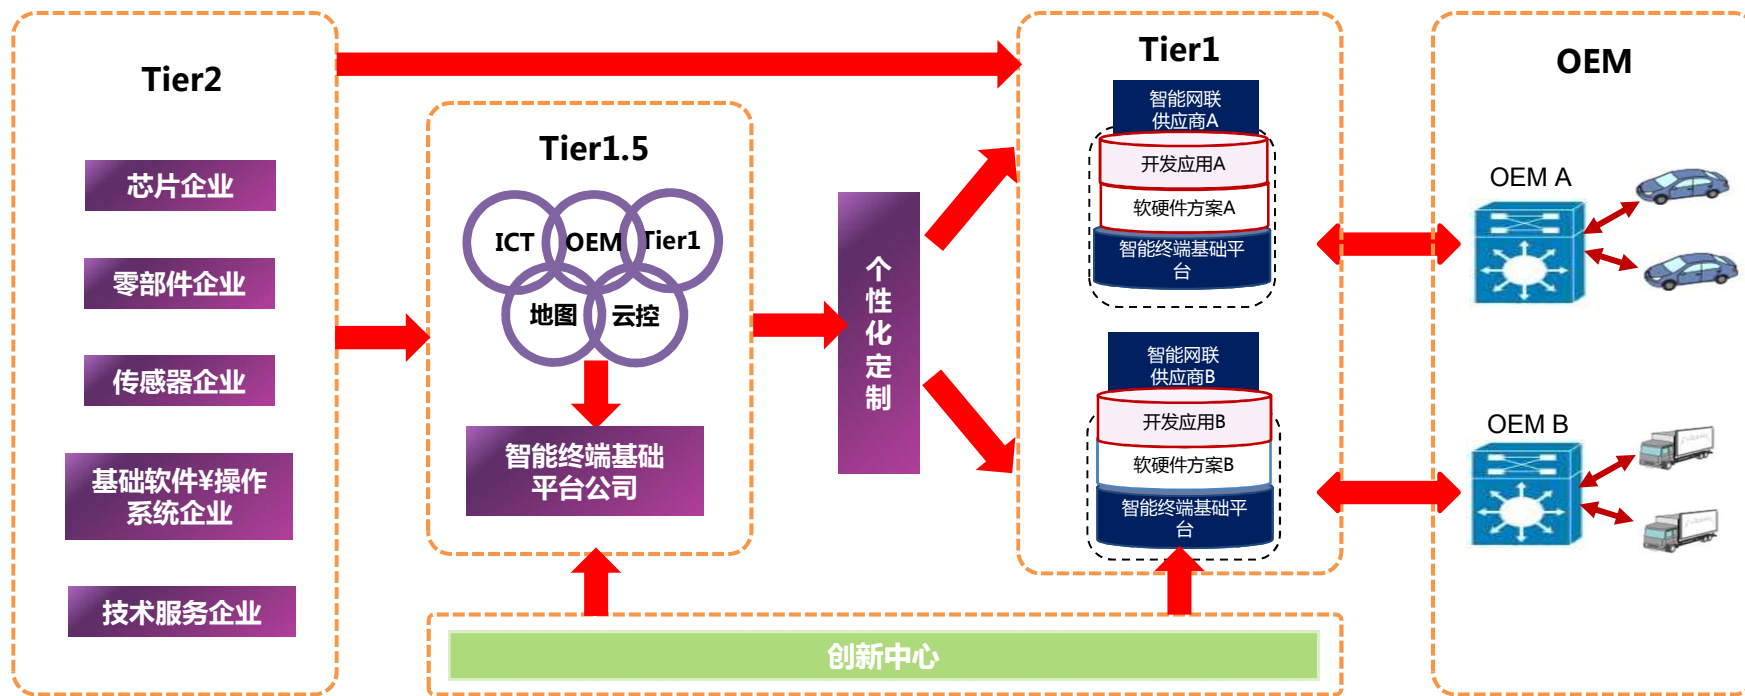 Tier2
芯片企业
零部件企业
传感器企业
基础软件¥操作
系统企业
技术服务企业
Tier1.5
ICT
OEM
Tier1
地图
云控
智能终端基础
平台公司
个
性
化
定
制
Tier1
智能网联
供应商A
开发应用A
软硬件方案A
智能终端基础平
台
智能网联
供应商B
开发应用B
软硬件方案B
智能终端基础平
台
OEM
OEM A
OEM B
创新中心